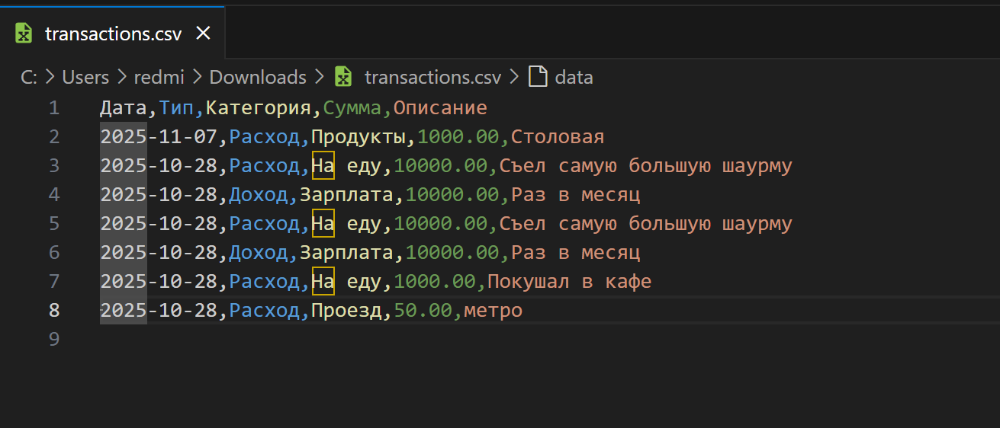 transactions.csv
C: > Users > redmi > Downloads > transactions.csv > data
1 Дата,Тип,Категория,Сумма,Описание
2 2025-11-07,Расход,Продукты,1000.00,Столовая
3 2025-10-28,Расход,На еду,10000.00,Съел самую большую шаурму
4 2025-10-28,Доход,Зарплата,10000.00,Раз в месяц
5 2025-10-28,Расход,На еду,10000.00,Съел самую большую шаурму
6 2025-10-28,Доход,Зарплата,10000.00,Раз в месяц
7 2025-10-28,Расход,На еду,1000.00,Покушал в кафе
8 2025-10-28,Расход,Проезд,50.00,метро
9